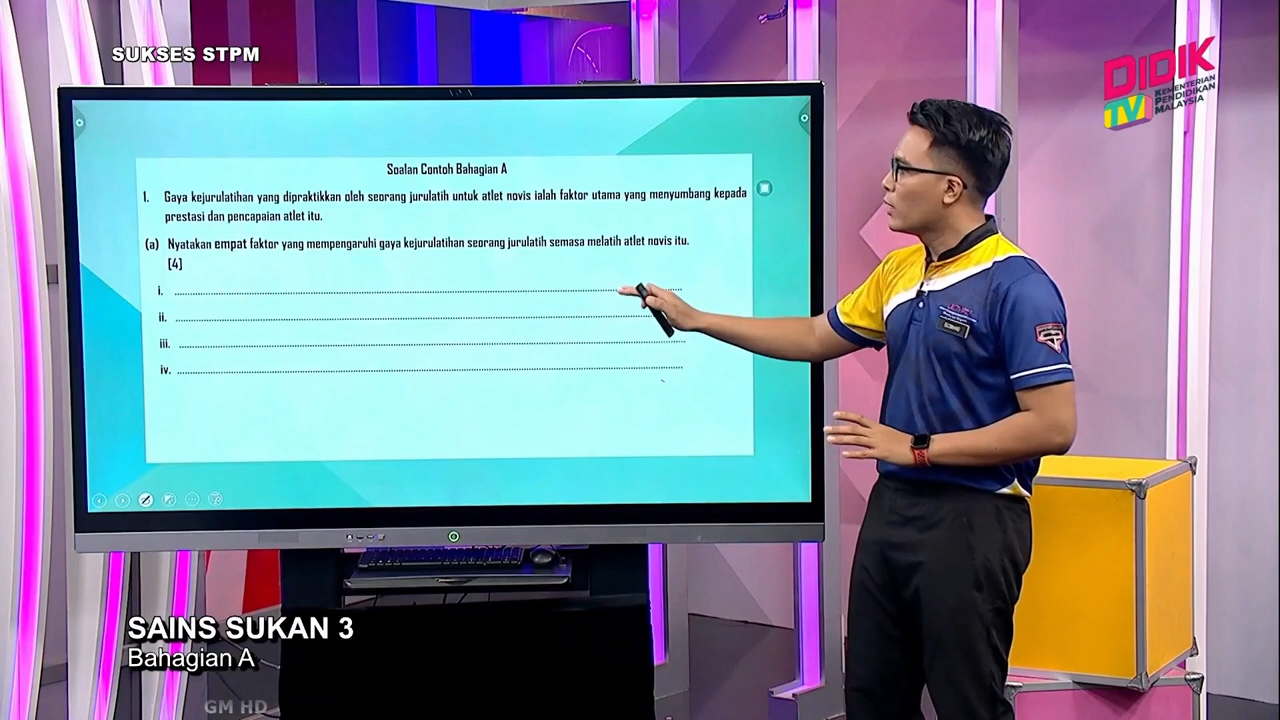 SUKSES STPM
DIDIK
TV
KEMENTERIAN
PENDIDIKAN
MALAYSIA
Soalan Contoh Bahagian A
1. Gaya kejurulatihan yang dipraktikkan oleh seorang jurulatih untuk atlet novis ialah faktor utama yang menyumbang kepada
prestasi dan pencapaian atlet itu.
(a) Nyatakan empat faktor yang mempengaruhi gaya kejurulatihan seorang jurulatih semasa melatih atlet novis itu.
[4]
i.
ii.
iii.
iv.
SAINS SUKAN 3
Bahagian A
GM HD